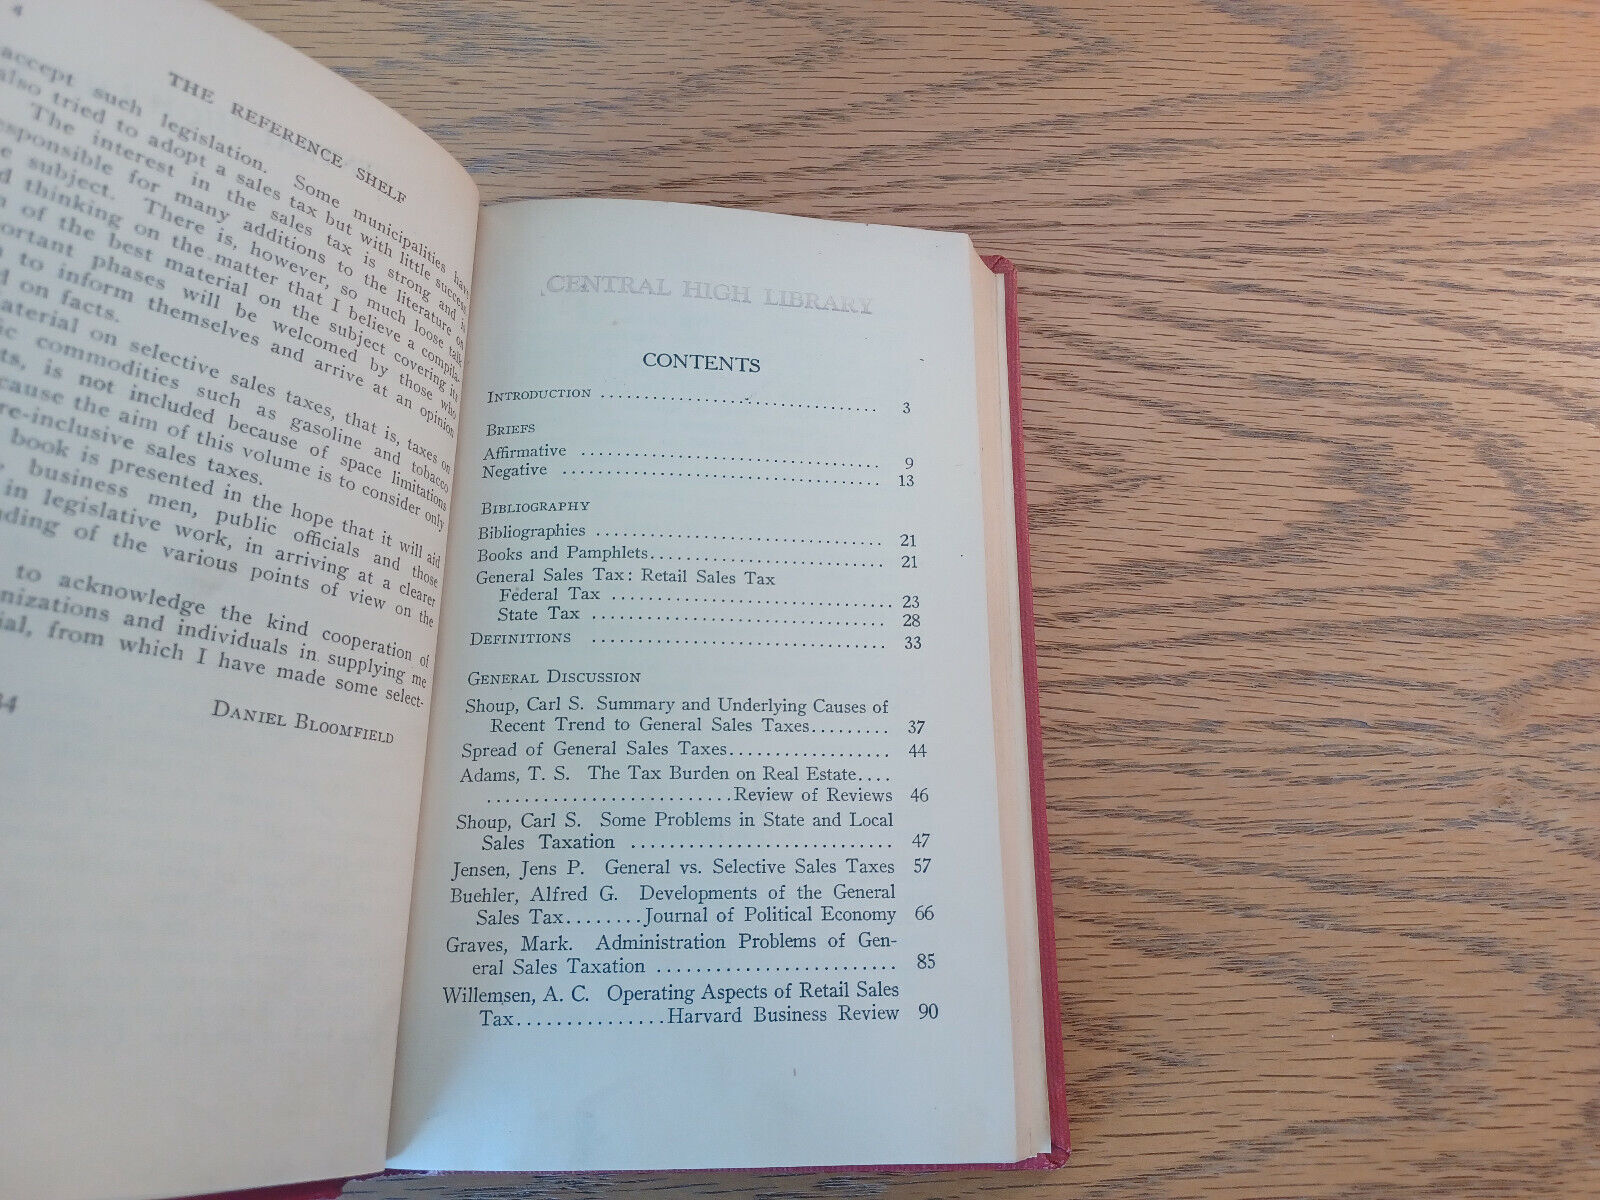 4
THE REFERENCE SHELF
accept such legislation. Some municipalities have
also tried to adopt a sales tax but with little success.
The interest in the sales tax is strong and is
esponsible for many additions to the literature on
e subject. There is, however, so much loose talk
d thinking on the matter that I believe a compila-
n of the best material on the subject covering its
portant phases will be welcomed by those who
h to inform themselves and arrive at an opinion
d on facts.
aterial on selective sales taxes, that is, taxes on
ic commodities such as gasoline and tobacco
ts, is not included because of space limitations
cause the aim of this volume is to consider only
re-inclusive sales taxes.
book is presented in the hope that it will aid
, business men, public officials and those
in legislative work, in arriving at a clearer
nding of the various points of view on the
to acknowledge the kind cooperation of
nizations and individuals in supplying me
ial, from which I have made some select-
DANIEL BLOOMFIELD
34
CENTRAL HIGH LIBRARY
CONTENTS
INTRODUCTION ................................ 3
BRIEFS
Affirmative ................................ 9
Negative ................................ 13
BIBLIOGRAPHY
Bibliographies ................................ 21
Books and Pamphlets................................ 21
General Sales Tax: Retail Sales Tax
Federal Tax ................................ 23
State Tax ................................ 28
DEFINITIONS ................................ 33
GENERAL DISCUSSION
Shoup, Carl S. Summary and Underlying Causes of
Recent Trend to General Sales Taxes......... 37
Spread of General Sales Taxes................ 44
Adams, T. S. The Tax Burden on Real Estate....
..........................Review of Reviews 46
Shoup, Carl S. Some Problems in State and Local
Sales Taxation ........................... 47
Jensen, Jens P. General vs. Selective Sales Taxes 57
Buehler, Alfred G. Developments of the General
Sales Tax........Journal of Political Economy 66
Graves, Mark. Administration Problems of Gen-
eral Sales Taxation ......................... 85
Willemsen, A. C. Operating Aspects of Retail Sales
Tax...............Harvard Business Review 90